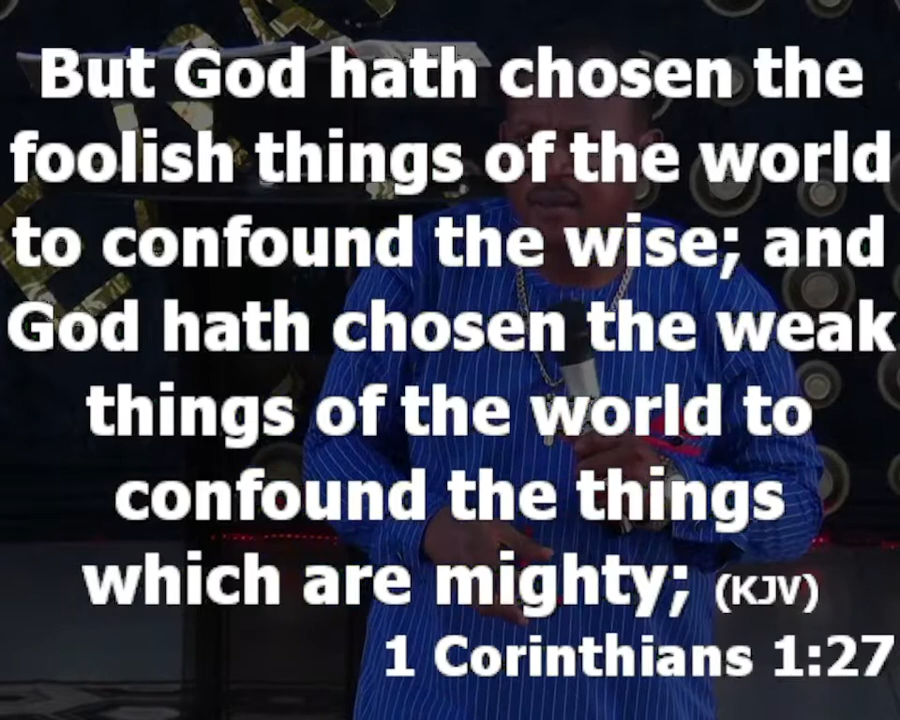 But God hath chosen the
foolish things of the world
to confound the wise; and
God hath chosen the weak
things of the world to
confound the things
which are mighty; (KJV)
1 Corinthians 1:27